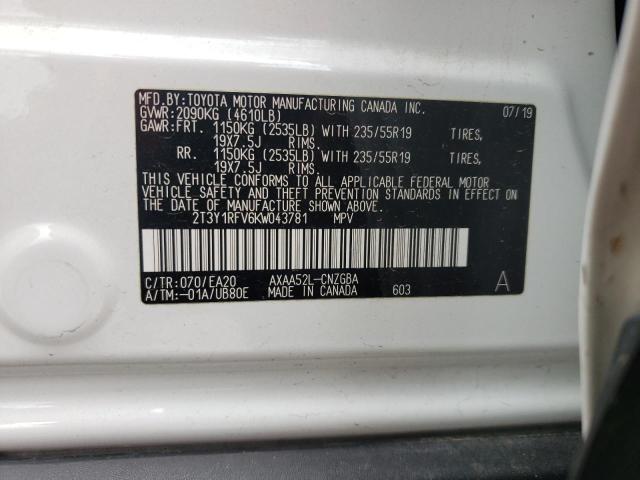 MFD.BY:TOYOTA MOTOR MANUFACTURING CANADA INC. 07/19
GVWR:2090KG (4610LB)
GAWR:FRT. 1150KG (2535LB) WITH 235/55R19 TIRES,
19X7.5J RIMS.
RR. 1150KG (2535LB) WITH 235/55R19 TIRES,
19X7.5J RIMS.
THIS VEHICLE CONFORMS TO ALL APPLICABLE FEDERAL MOTOR
VEHICLE SAFETY AND THEFT PREVENTION STANDARDS IN EFFECT ON
THE DATE OF MANUFACTURE SHOWN ABOVE.
2T3Y1RFV6KW043781 MPV
C/TR:070/EA20 AXAA52L-CNZGBA
A/TM:-01A/UB80E MADE IN CANADA 603 A